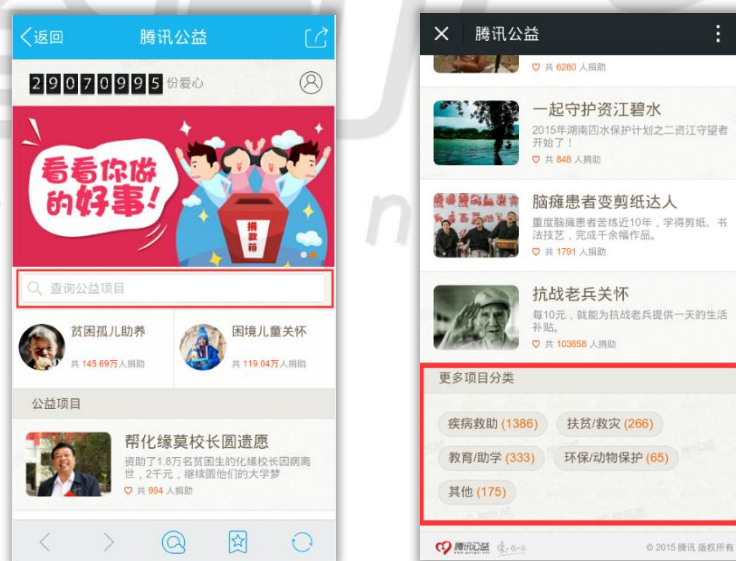 返回
腾讯公益
29070995份爱心
看看你做
的好事!
捐款箱
查询公益项目
贫困孤儿助养
共 145.69万人捐助
困境儿童关怀
共 119.04万人捐助
公益项目
帮化缘莫校长圆遗愿
资助了1.8万名贫困生的化缘校长因病离
世，2千元，继续圆他们的大学梦
共 994 人捐助
腾讯公益
共 6280 人捐助
一起守护资江碧水
2015年湖南四水保护计划之二资江守望者
开始了！
共 848 人捐助
脑瘫患者变剪纸达人
重度脑瘫患者苦练近10年，学得剪纸、书
法技艺，完成千余幅作品。
共 1791 人捐助
抗战老兵关怀
每10元，就能为抗战老兵提供一天的生活
补贴。
共 103658 人捐助
更多项目分类
疾病救助 (1386)
扶贫/救灾 (266)
教育/助学 (333)
环保/动物保护 (65)
其他 (175)
腾讯公益
© 2015 腾讯 版权所有